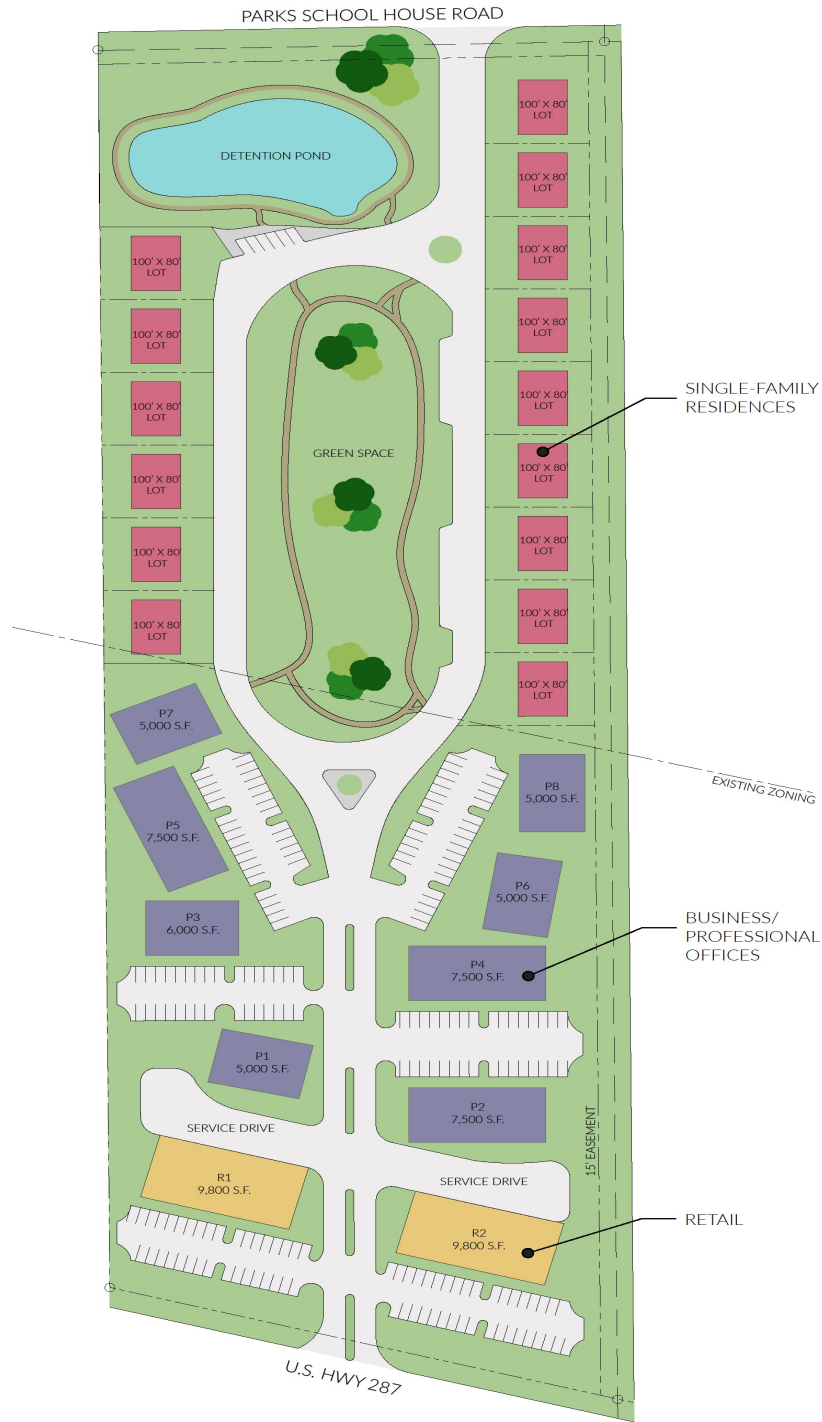 PARKS SCHOOL HOUSE ROAD
100' X 80'
LOT
DETENTION POND
100' X 80'
LOT
100' X 80'
LOT
100' X 80'
LOT
100' X 80'
LOT
100' X 80'
LOT
100' X 80'
LOT
100' X 80'
LOT
SINGLE-FAMILY
RESIDENCES
100' X 80'
LOT
GREEN SPACE
100' X 80'
LOT
100' X 80'
LOT
100' X 80'
LOT
100' X 80'
LOT
100' X 80'
LOT
100' X 80'
LOT
100' X 80'
LOT
P7
5,000 S.F.
EXISTING ZONING
P8
5,000 S.F.
P5
7,500 S.F.
P6
5,000 S.F.
P3
6,000 S.F.
BUSINESS/
PROFESSIONAL
OFFICES
P4
7,500 S.F.
P1
5,000 S.F.
P2
7,500 S.F.
SERVICE DRIVE
15' EASEMENT
R1
9,800 S.F.
SERVICE DRIVE
RETAIL
R2
9,800 S.F.
U.S. HWY 287